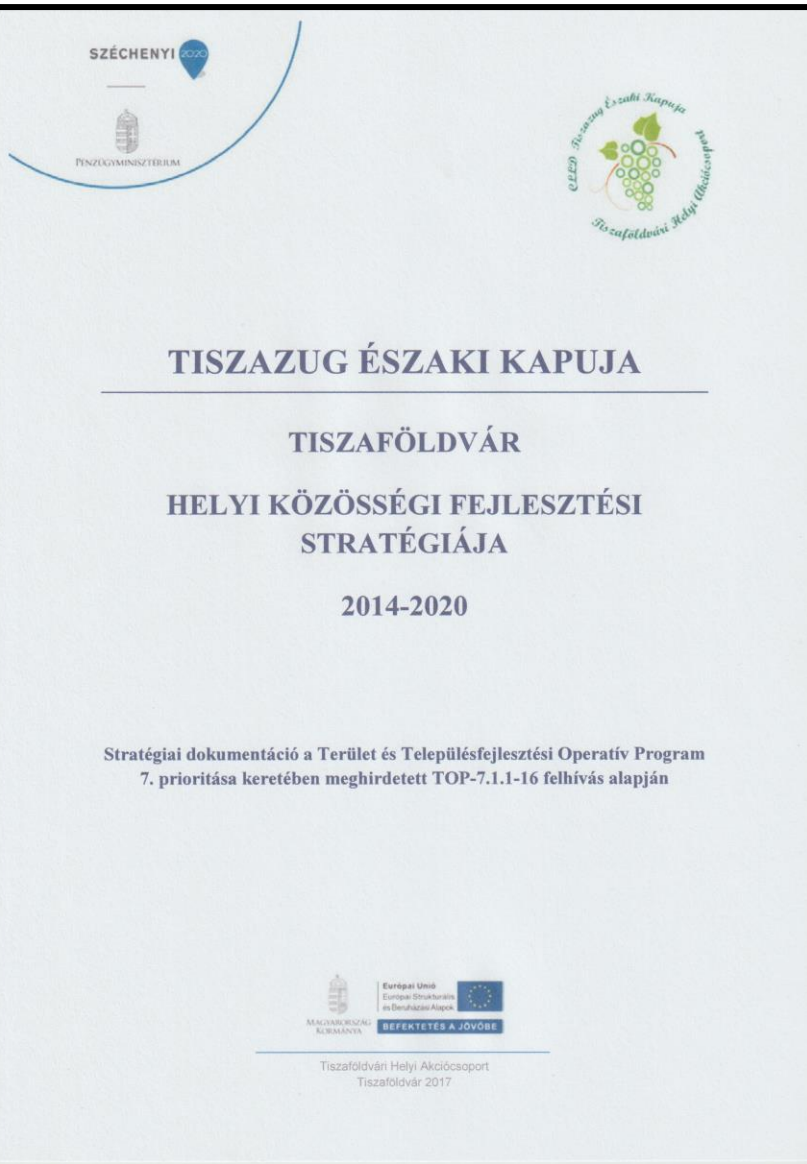 SZÉCHENYI 2020
PÉNZÜGYMINISZTÉRIUM
CLLD Tiszazug Északi Kapuja
Tiszaföldvári Helyi Akciócsoport
TISZAZUG ÉSZAKI KAPUJA
TISZAFÖLDVÁR
HELYI KÖZÖSSÉGI FEJLESZTÉSI
STRATÉGIÁJA
2014-2020
Stratégiai dokumentáció a Terület és Településfejlesztési Operatív Program
7. prioritása keretében meghirdetett TOP-7.1.1-16 felhívás alapján
MAGYARORSZÁG
KORMÁNYA
Európai Unió
Európai Strukturális
és Beruházási Alapok
BEFEKTETÉS A JÖVŐBE
Tiszaföldvári Helyi Akciócsoport
Tiszaföldvár 2017